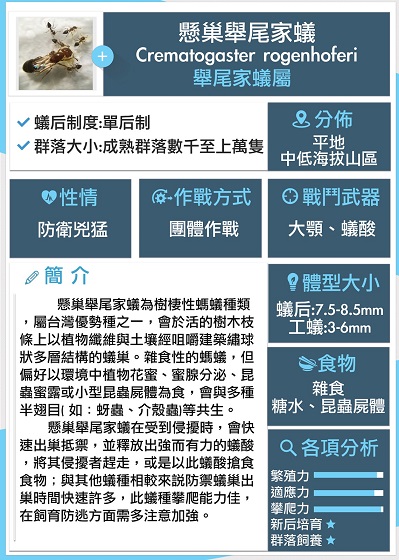 懸巢舉尾家蟻
Crematogaster rogenhoferi
舉尾家蟻屬
蟻后制度:單后制
群落大小:成熟群落數千至上萬隻
分佈
平地
中低海拔山區
性情
防衛兇猛
作戰方式
團體作戰
戰鬥武器
大顎、蟻酸
簡介
懸巢舉尾家蟻為樹棲性螞蟻種類
，屬台灣優勢種之一，會於活的樹木枝
條上以植物纖維與土壤經咀嚼建築繡球
狀多層結構的蟻巢。雜食性的螞蟻，但
偏好以環境中植物花蜜、蜜腺分泌、昆
蟲蜜露或小型昆蟲屍體為食，會與多種
半翅目(如：蚜蟲、介殼蟲)等共生。
懸巢舉尾家蟻在受到侵擾時，會快
速出巢抵禦，並釋放出強而有力的蟻酸
，將其侵擾者趕走，或是以此蟻酸搶食
食物；與其他蟻種相較來說防禦蟻巢出
巢時間快速許多，此蟻種攀爬能力佳，
在飼育防逃方面需多注意加強。
體型大小
蟻后:7.5-8.5mm
工蟻:3-6mm
食物
雜食
糖水、昆蟲屍體
各項分析
繁殖力
適應力
攀爬力
新后培育 ★
群落飼養 ★